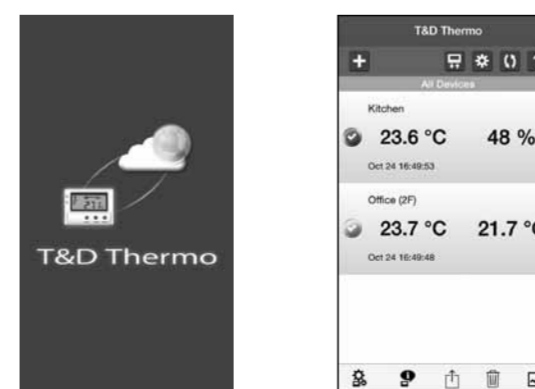 T&D Thermo
T&D Thermo
All Devices
Kitchen
23.6 °C 48 %
Oct 24 16:49:53
Office (2F)
23.7 °C 21.7 °C
Oct 24 16:49:48